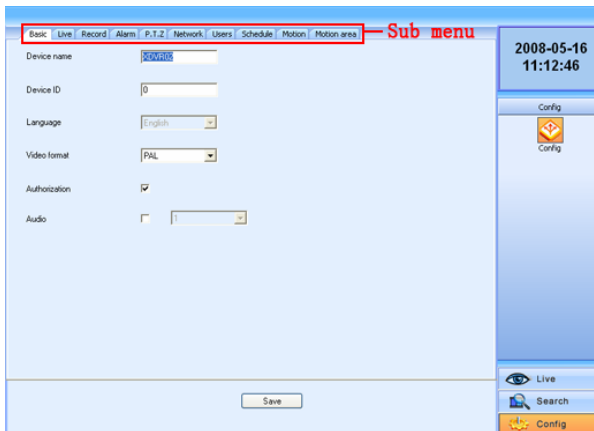 Basic Live Record Alarm P.T.Z Network Users Schedule Motion Motion area
Sub menu
Device name XDVR02
Device ID 0
Language English
Video format PAL
Authorization
Audio 1
Save
2008-05-16
11:12:46
Config
Config
Live
Search
Config